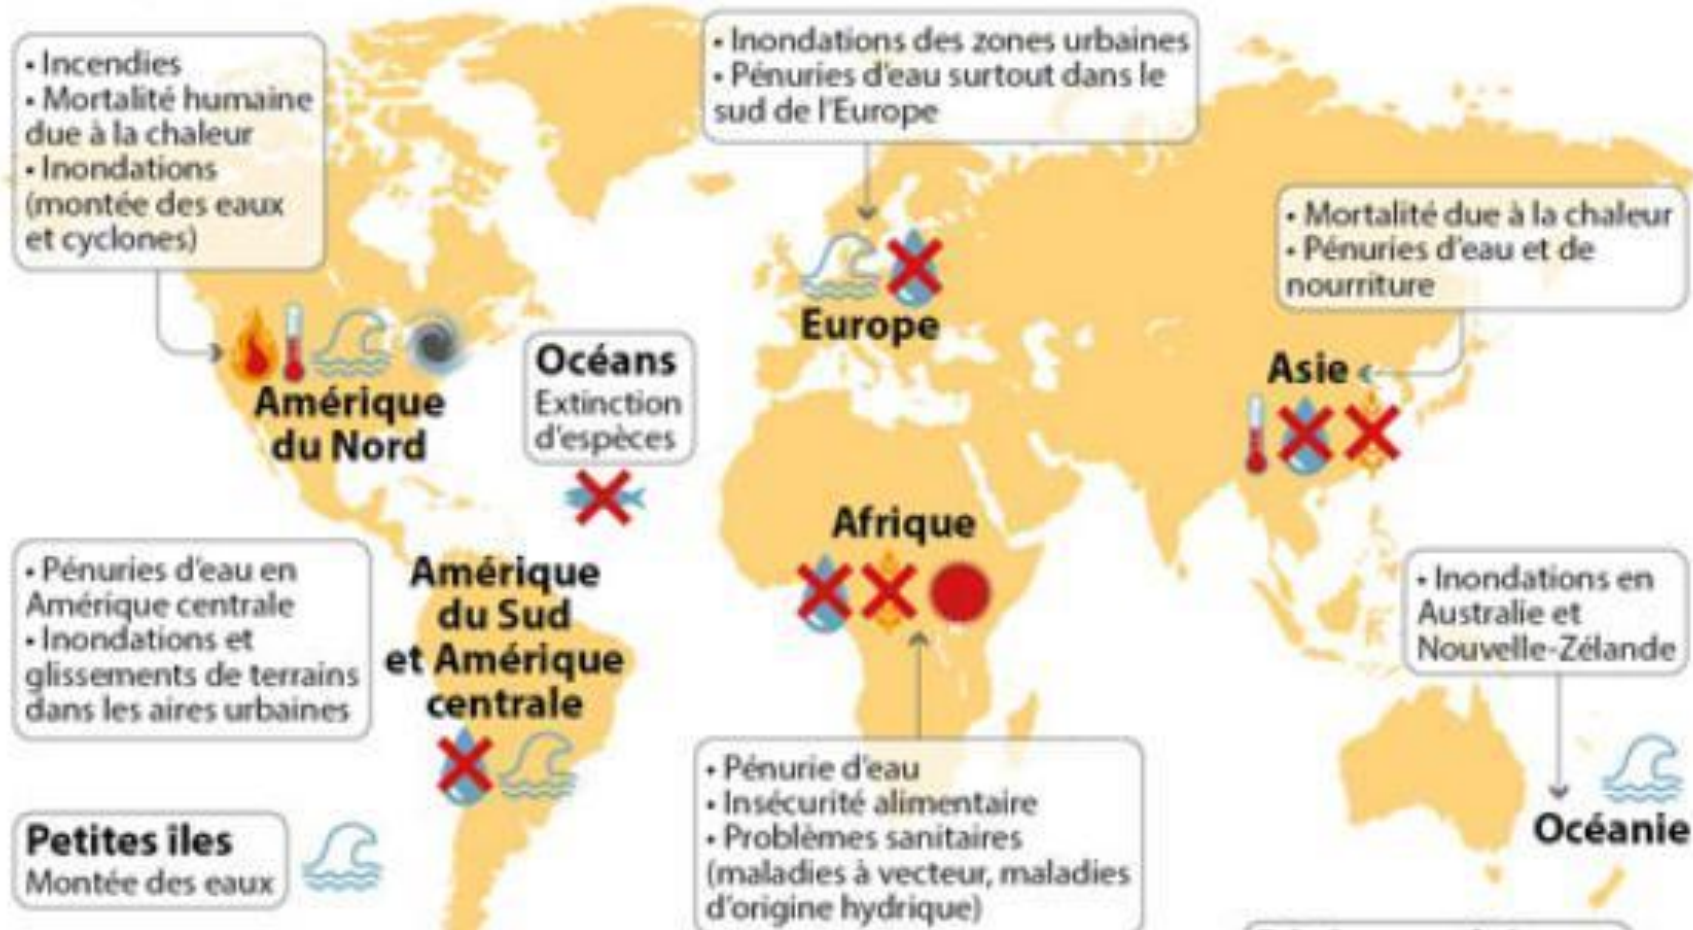 • Incendies
• Mortalité humaine
due à la chaleur
• Inondations
(montée des eaux
et cyclones)
Amérique
du Nord
• Inondations des zones urbaines
• Pénuries d'eau surtout dans le
sud de l'Europe
Europe
• Mortalité due à la chaleur
• Pénuries d'eau et de
nourriture
Asie
Océans
Extinction
d'espèces
Afrique
• Pénurie d'eau
• Insécurité alimentaire
• Problèmes sanitaires
(maladies à vecteur, maladies
d'origine hydrique)
• Pénuries d'eau en
Amérique centrale
• Inondations et
glissements de terrains
dans les aires urbaines
Amérique
du Sud
et Amérique
centrale
• Inondations en
Australie et
Nouvelle-Zélande
Océanie
Petites iles
Montée des eaux